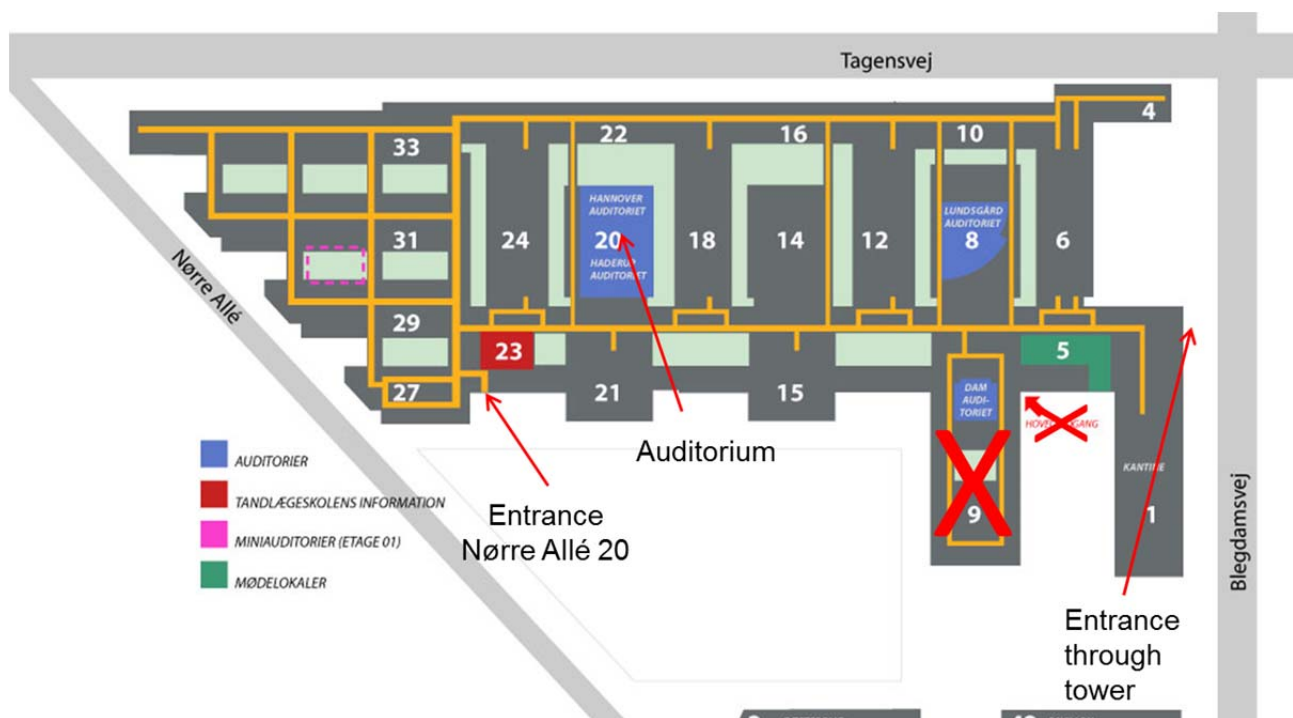 Tagensvej
4
33
22
16
10
HANNOVER
AUDITORIET
LUNDSGÅRD
AUDITORIET
31
24
20
18
14
12
8
6
HADERUP
AUDITORIET
Nørre Allé
29
23
5
27
21
15
DAM
AUDI-
TORIET
Auditorium
KANTINE
AUDITORIER
TANDLÆGESKOLENS INFORMATION
MINIAUDITORIER (ETAGE 01)
MØDELOKALER
Entrance
Nørre Allé 20
9
1
Blegdamsvej
Entrance
through
tower